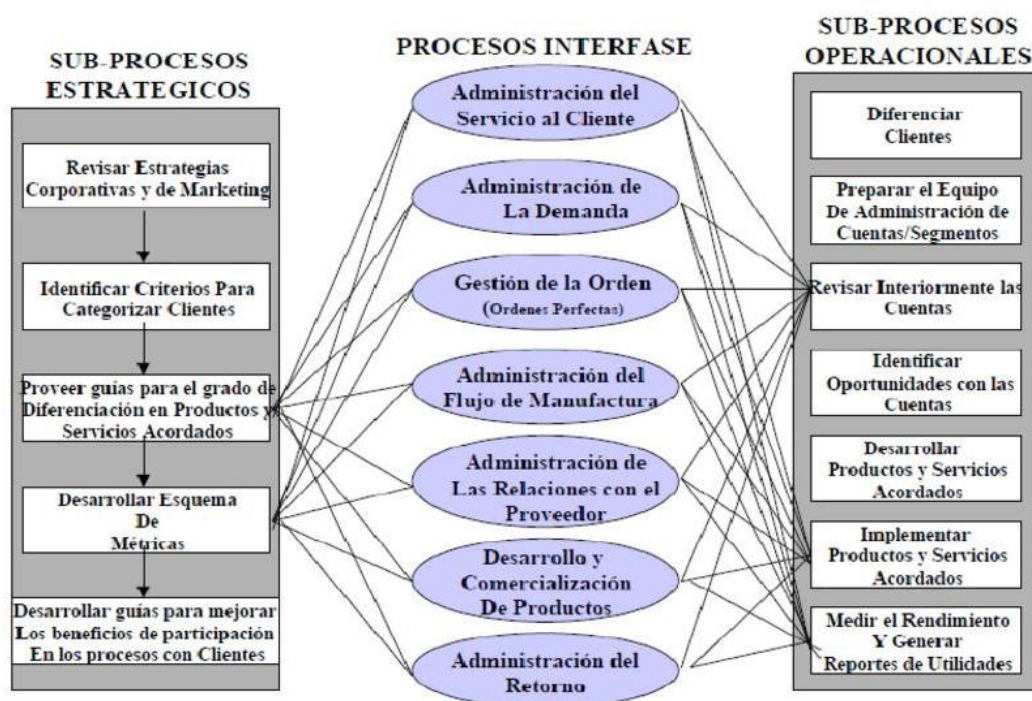 SUB-PROCESOS
ESTRATEGICOS
Revisar Estrategias
Corporativas y de Marketing
Identificar Criterios Para
Categorizar Clientes
Proveer guías para el grado de
Diferenciación en Productos y
Servicios Acordados
Desarrollar Esquema
De
Métricas
Desarrollar guías para mejorar
Los beneficios de participación
En los procesos con Clientes
PROCESOS INTERFASE
Administración del
Servicio al Cliente
Administración de
La Demanda
Gestión de la Orden
(Ordenes Perfectas)
Administración del
Flujo de Manufactura
Administración de
Las Relaciones con el
Proveedor
Desarrollo y
Comercialización
De Productos
Administración del
Retorno
SUB-PROCESOS
OPERACIONALES
Diferenciar
Clientes
Preparar el Equipo
De Administración de
Cuentas/Segmentos
Revisar Interiormente las
Cuentas
Identificar
Oportunidades con las
Cuentas
Desarrollar
Productos y Servicios
Acordados
Implementar
Productos y Servicios
Acordados
Medir el Rendimiento
Y Generar
Reportes de Utilidades